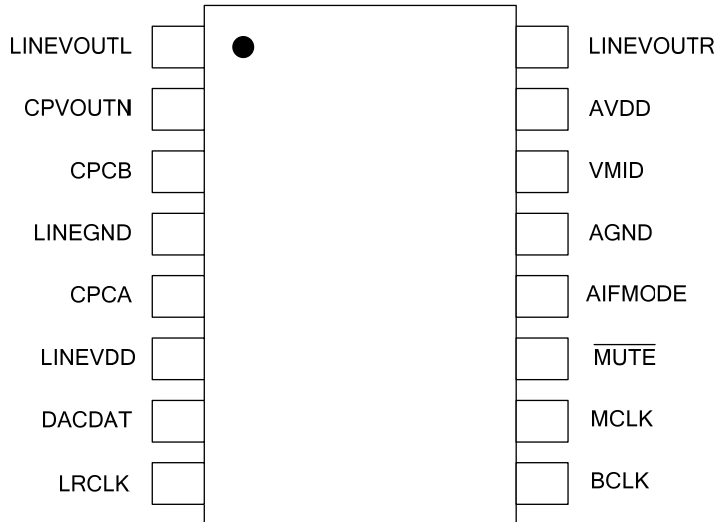 LINEVOUTL LINEVOUTR
CPVOUTN AVDD
CPCB VMID
LINEGND AGND
CPCA AIFMODE
LINEVDD MUTE
DACDAT MCLK
LRCLK BCLK